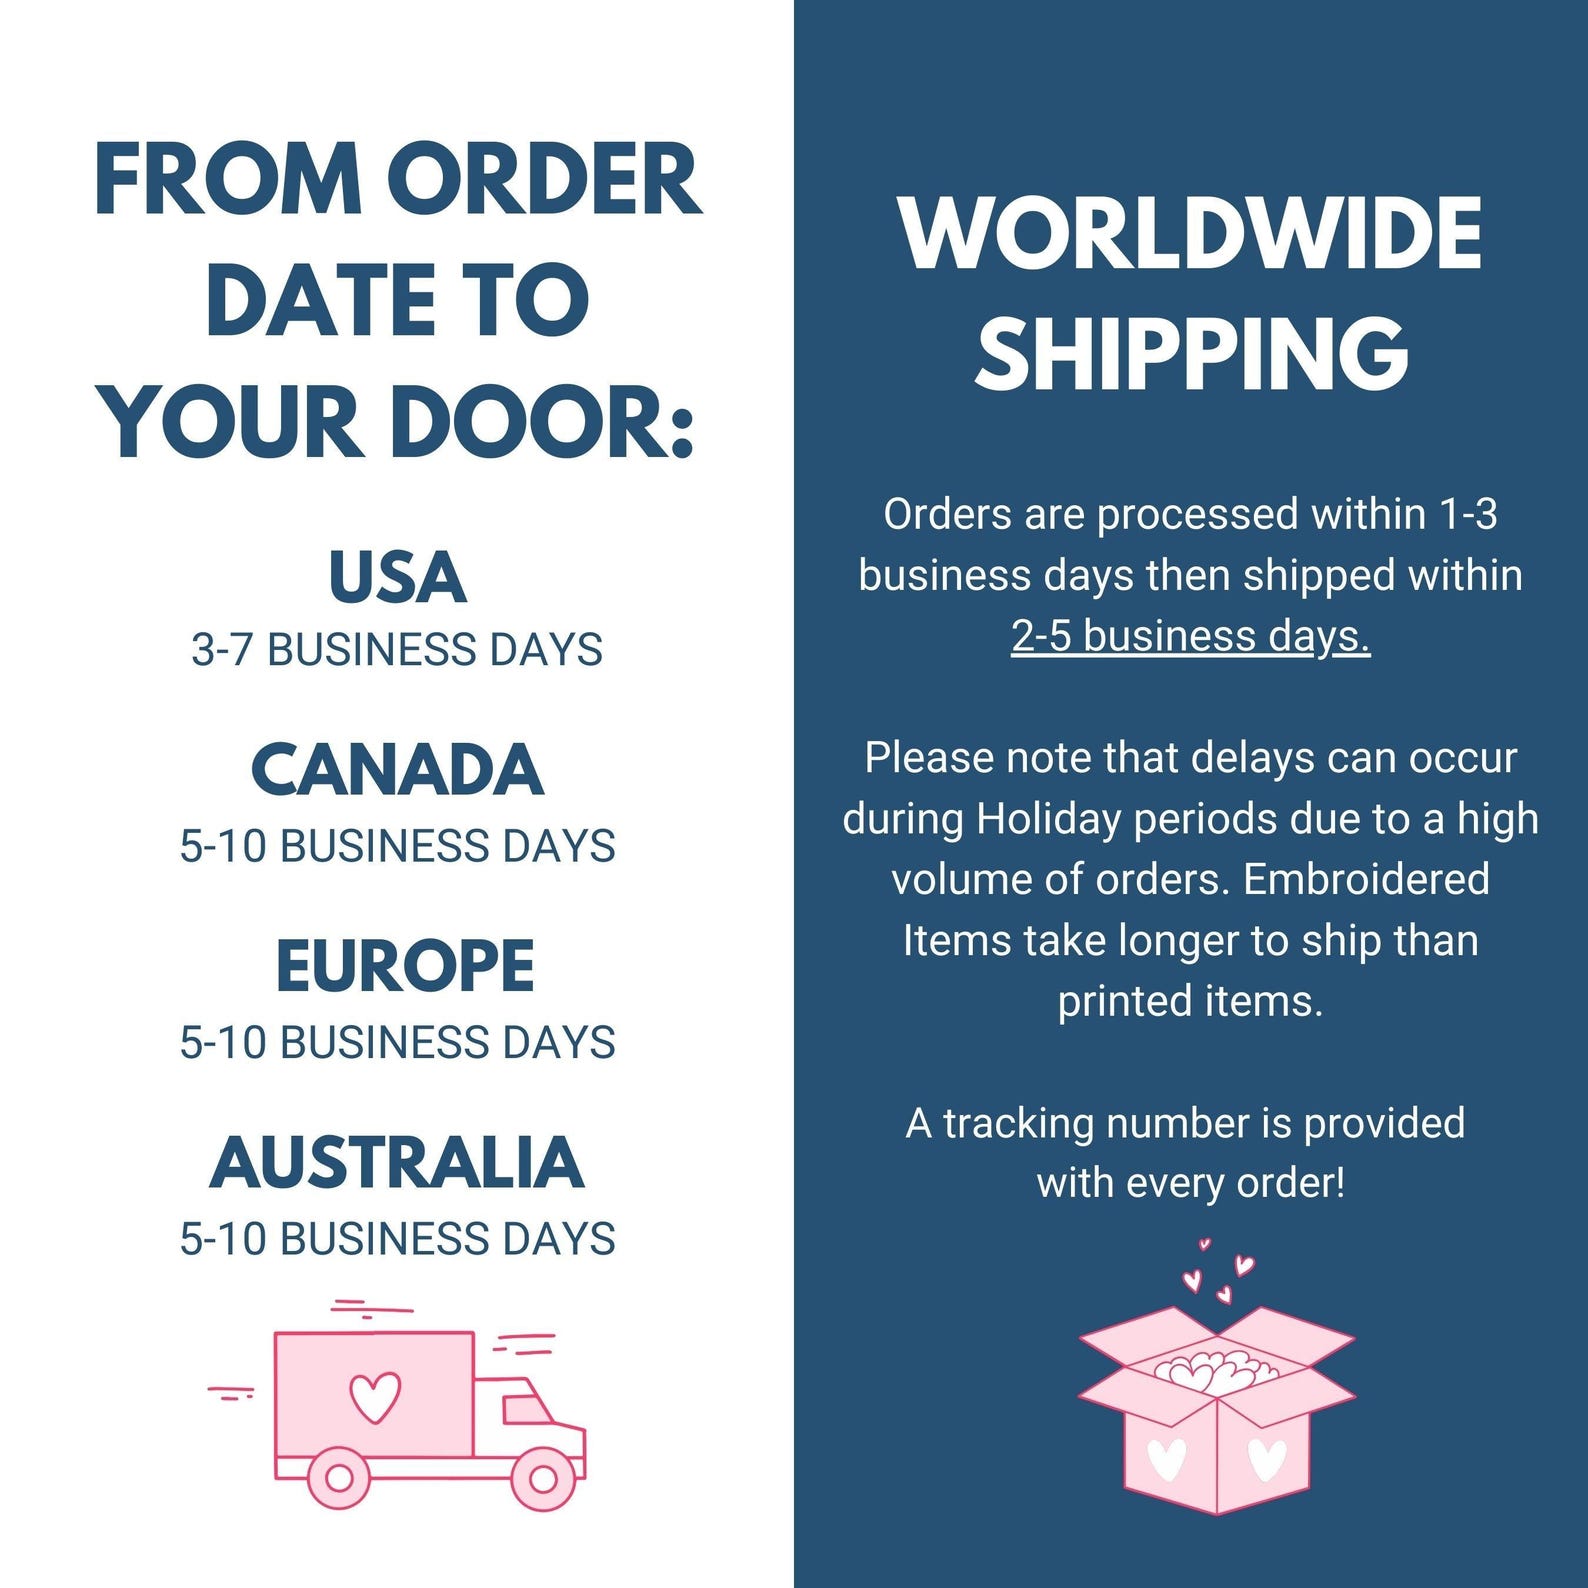 FROM ORDER
DATE TO
YOUR DOOR:
USA
3-7 BUSINESS DAYS
CANADA
5-10 BUSINESS DAYS
EUROPE
5-10 BUSINESS DAYS
AUSTRALIA
5-10 BUSINESS DAYS
WORLDWIDE
SHIPPING
Orders are processed within 1-3
business days then shipped within
2-5 business days.
Please note that delays can occur
during Holiday periods due to a high
volume of orders. Embroidered
Items take longer to ship than
printed items.
A tracking number is provided
with every order!